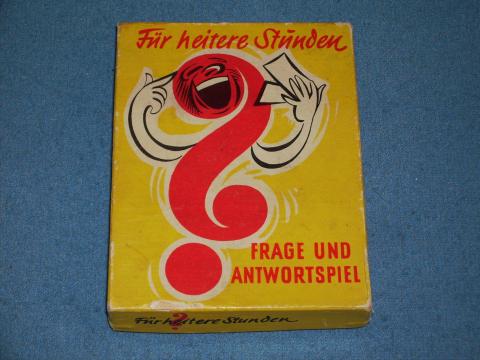 Für heitere Stunden
FRAGE UND
ANTWORTSPIEL
Für heitere Stunden